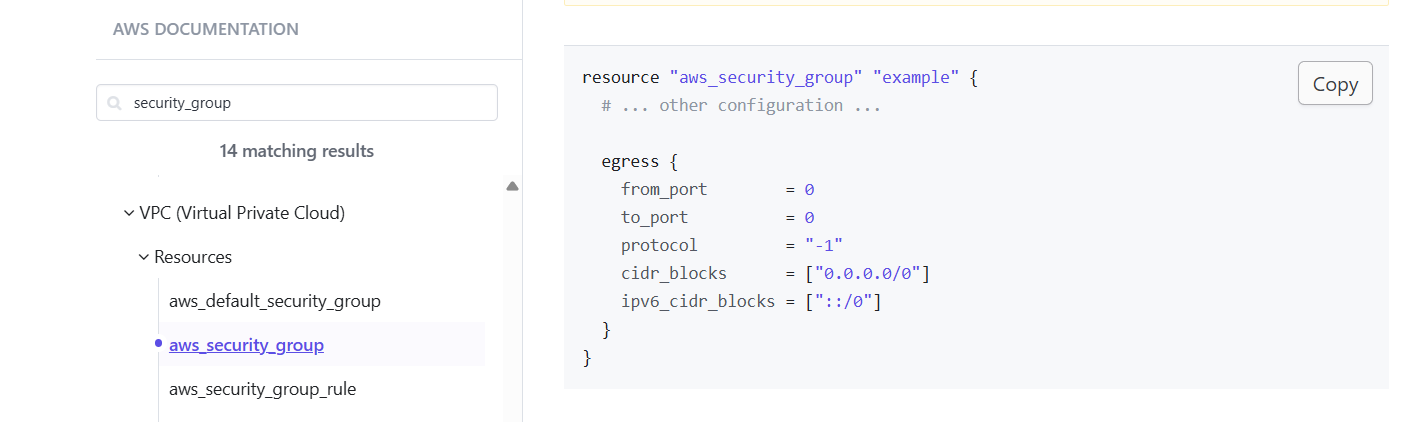 AWS DOCUMENTATION
security_group
14 matching results
VPC (Virtual Private Cloud)
Resources
aws_default_security_group
aws_security_group
aws_security_group_rule
resource "aws_security_group" "example" {
  # ... other configuration ...

  egress {
    from_port        = 0
    to_port          = 0
    protocol         = "-1"
    cidr_blocks      = ["0.0.0.0/0"]
    ipv6_cidr_blocks = ["::/0"]
  }
}
Copy